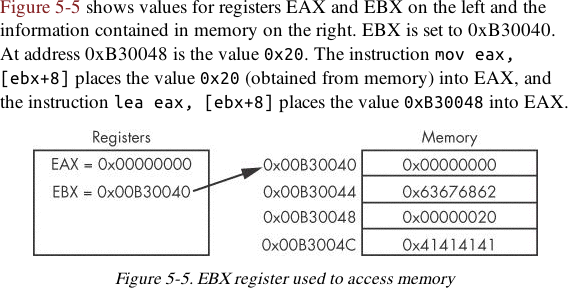 Figure 5-5 shows values for registers EAX and EBX on the left and the
information contained in memory on the right. EBX is set to 0xB30040.
At address 0xB30048 is the value 0x20. The instruction mov eax,
[ebx+8] places the value 0x20 (obtained from memory) into EAX, and
the instruction lea eax, [ebx+8] places the value 0xB30048 into EAX.
Registers
Memory
EAX = 0x00000000
EBX = 0x00B30040
0x00B30040 0x00000000
0x00B30044 0x63676862
0x00B30048 0x00000020
0x00B3004C 0x41414141
Figure 5-5. EBX register used to access memory